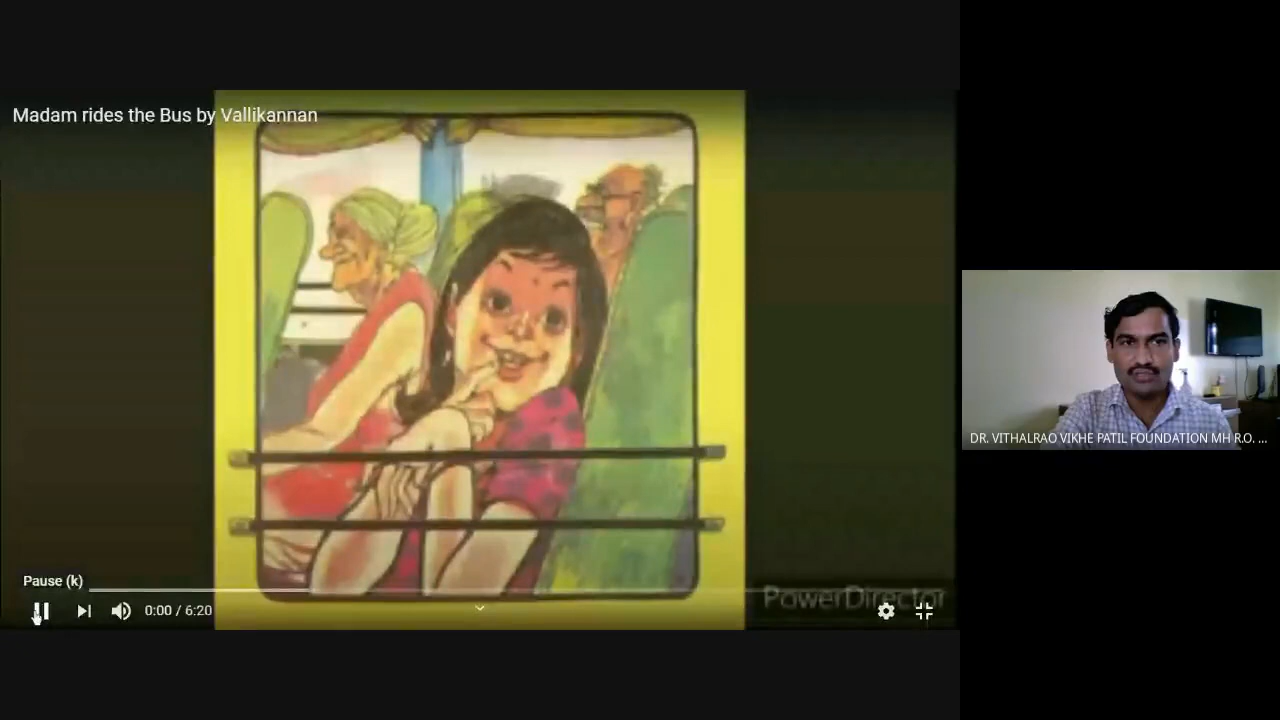 Madam rides the Bus by Vallikannan
Pause (k)
0:00 / 6:20
PowerDirector
DR. VITHALRAO VIKHE PATIL FOUNDATION MH R.O. ...